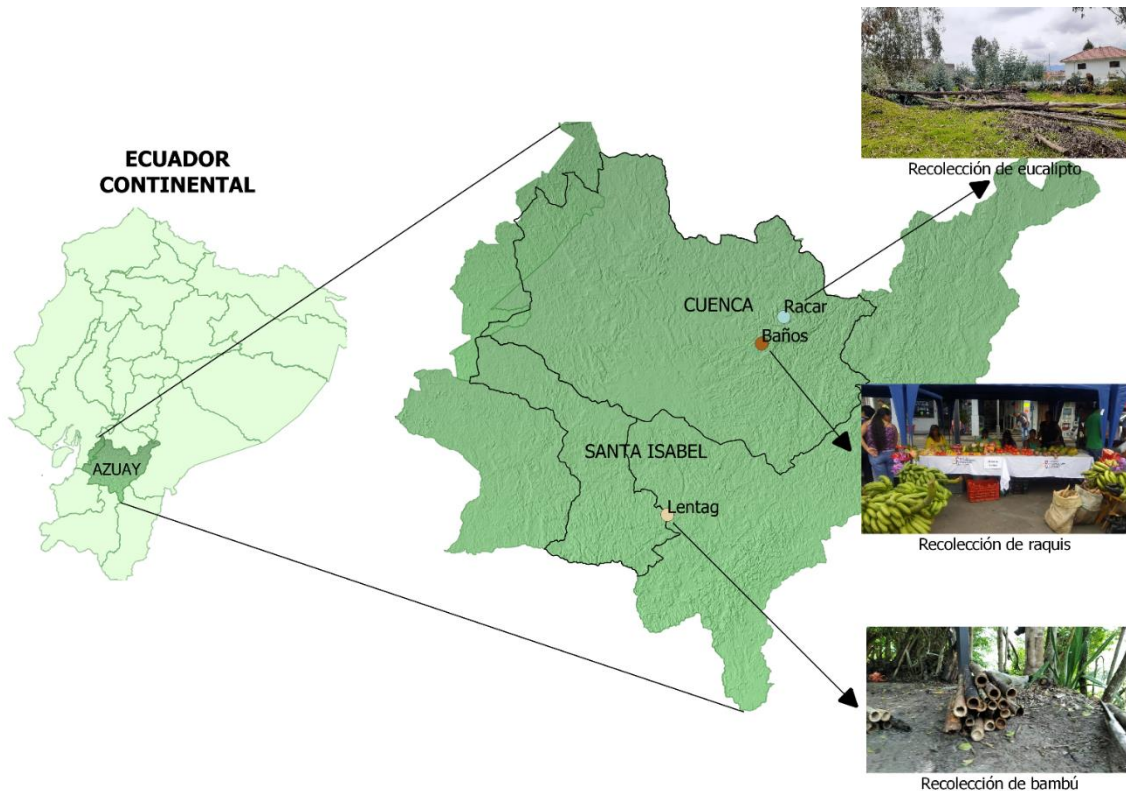 ECUADOR
CONTINENTAL
AZUAY
CUENCA
Racar
Baños
SANTA ISABEL
Lentag
Recolección de eucalipto
Recolección de raquis
Recolección de bambú